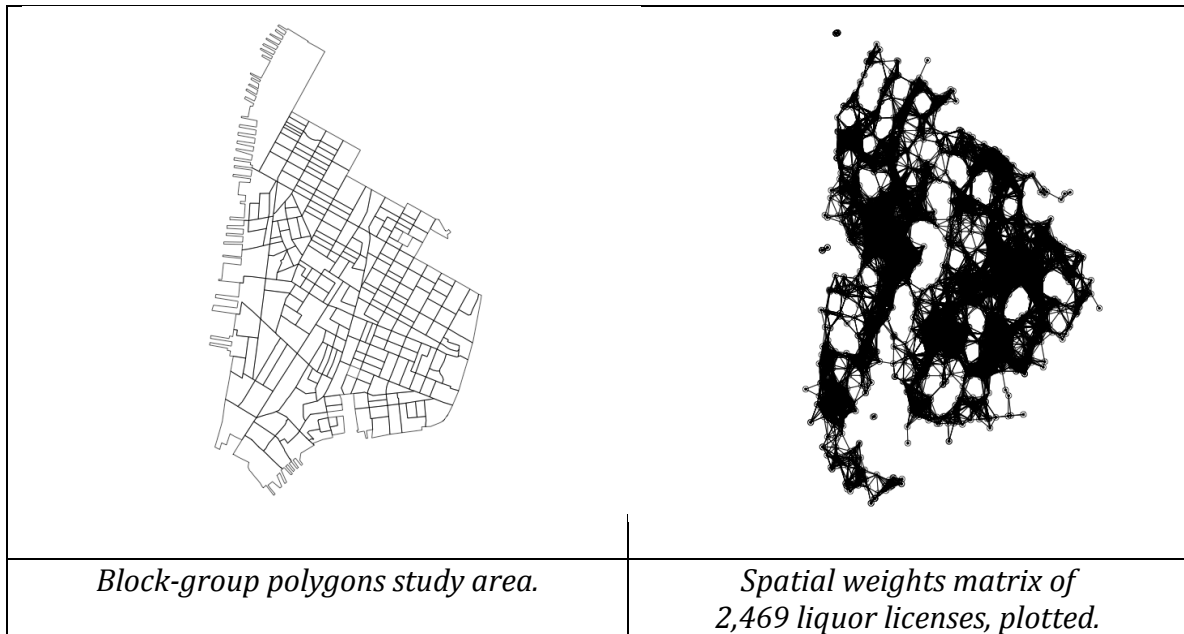 Block-group polygons study area.
Spatial weights matrix of
2,469 liquor licenses, plotted.